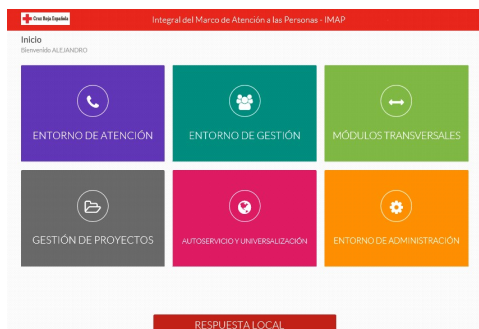 Cruz Roja Española
Integral del Marco de Atención a las Personas - IMAP
Inicio
Bienvenido ALEJANDRO
ENTORNO DE ATENCIÓN
ENTORNO DE GESTIÓN
MÓDULOS TRANSVERSALES
GESTIÓN DE PROYECTOS
AUTOSERVICIO Y UNIVERSALIZACIÓN
ENTORNO DE ADMINISTRACIÓN
RESPUESTA LOCAL